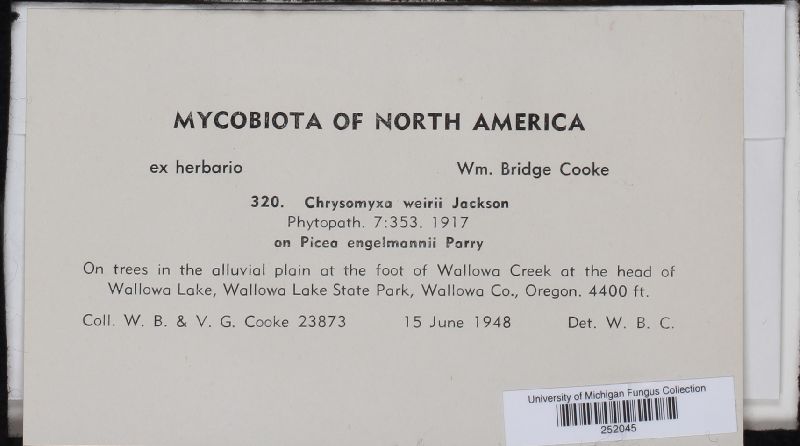 MYCOBIOTA OF NORTH AMERICA
ex herbario Wm. Bridge Cooke
320. Chrysomyxa weirii Jackson
Phytopath. 7:353. 1917
on Picea engelmannii Parry
On trees in the alluvial plain at the foot of Wallowa Creek at the head of
Wallowa Lake, Wallowa Lake State Park, Wallowa Co., Oregon. 4400 ft.
Coll. W. B. & V. G. Cooke 23873 15 June 1948 Det. W. B. C.
University of Michigan Fungus Collection
252045